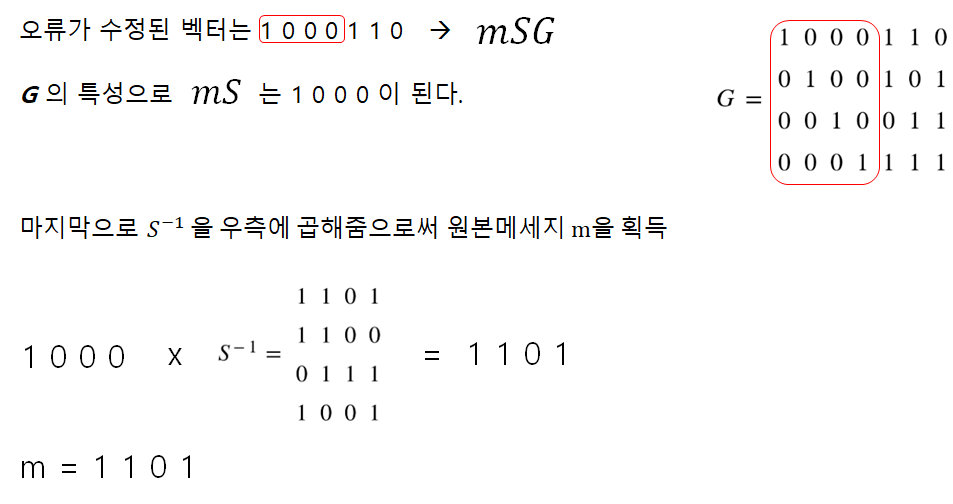 오류가 수정된 벡터는 1 0 0 0 1 1 0 → mSG
G 의 특성으로 mS 는 1 0 0 0 이 된다.
G =
1 0 0 0 1 1 0
0 1 0 0 1 0 1
0 0 1 0 0 1 1
0 0 0 1 1 1 1
마지막으로 S⁻¹ 을 우측에 곱해줌으로써 원본메세지 m을 획득
1 0 0 0 x S⁻¹ =
1 1 0 1
1 1 0 0
0 1 1 1
1 0 0 1
= 1 1 0 1
m = 1 1 0 1